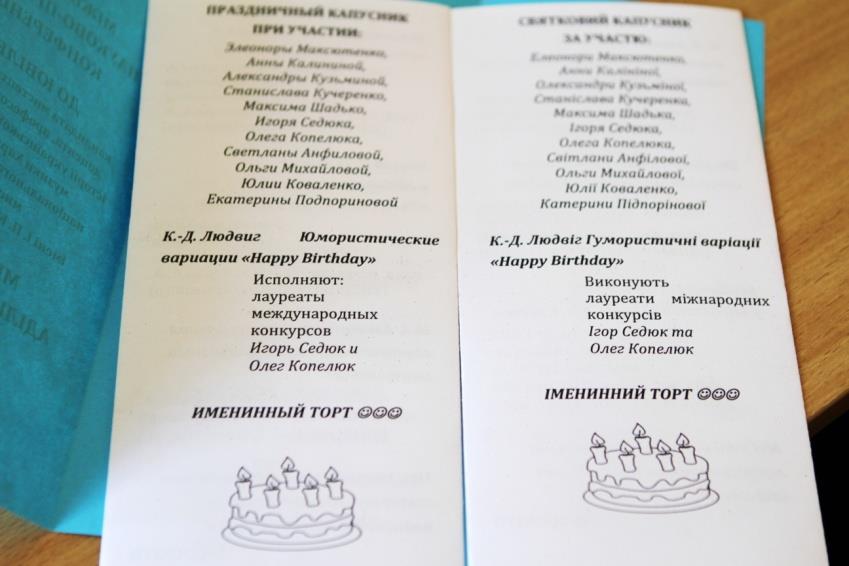 ПРАЗДНИЧНЫЙ КАПУСНИК
ПРИ УЧАСТИИ:
Элеоноры Максютенко,
Анны Калининой,
Александры Кузьминой,
Станислава Кучеренко,
Максима Шадько,
Игоря Седюка,
Олега Копелюка,
Светланы Анфиловой,
Ольги Михайловой,
Юлии Коваленко,
Екатерины Подпориновой
К.-Д. Людвиг Юмористические
вариации «Happy Birthday»
Исполняют:
лауреаты
международных
конкурсов
Игорь Седюк и
Олег Копелюк
ИМЕНИННЫЙ ТОРТ ☺☺☺
СВЯТКОВИЙ КАПУСНИК
ЗА УЧАСТЮ:
Елеонори Максютенко,
Анни Калініної,
Олександри Кузьміної,
Станіслава Кучеренка,
Максима Шадька,
Ігоря Седюка,
Олега Копелюка,
Світлани Анфілової,
Ольги Михайлової,
Юлії Коваленко,
Катерини Підпорінової
К.-Д. Людвіг Гумористичні варіації
«Happy Birthday»
Виконують
лауреати міжнародних
конкурсів
Ігор Седюк та
Олег Копелюк
ІМЕНИННИЙ ТОРТ ☺☺☺